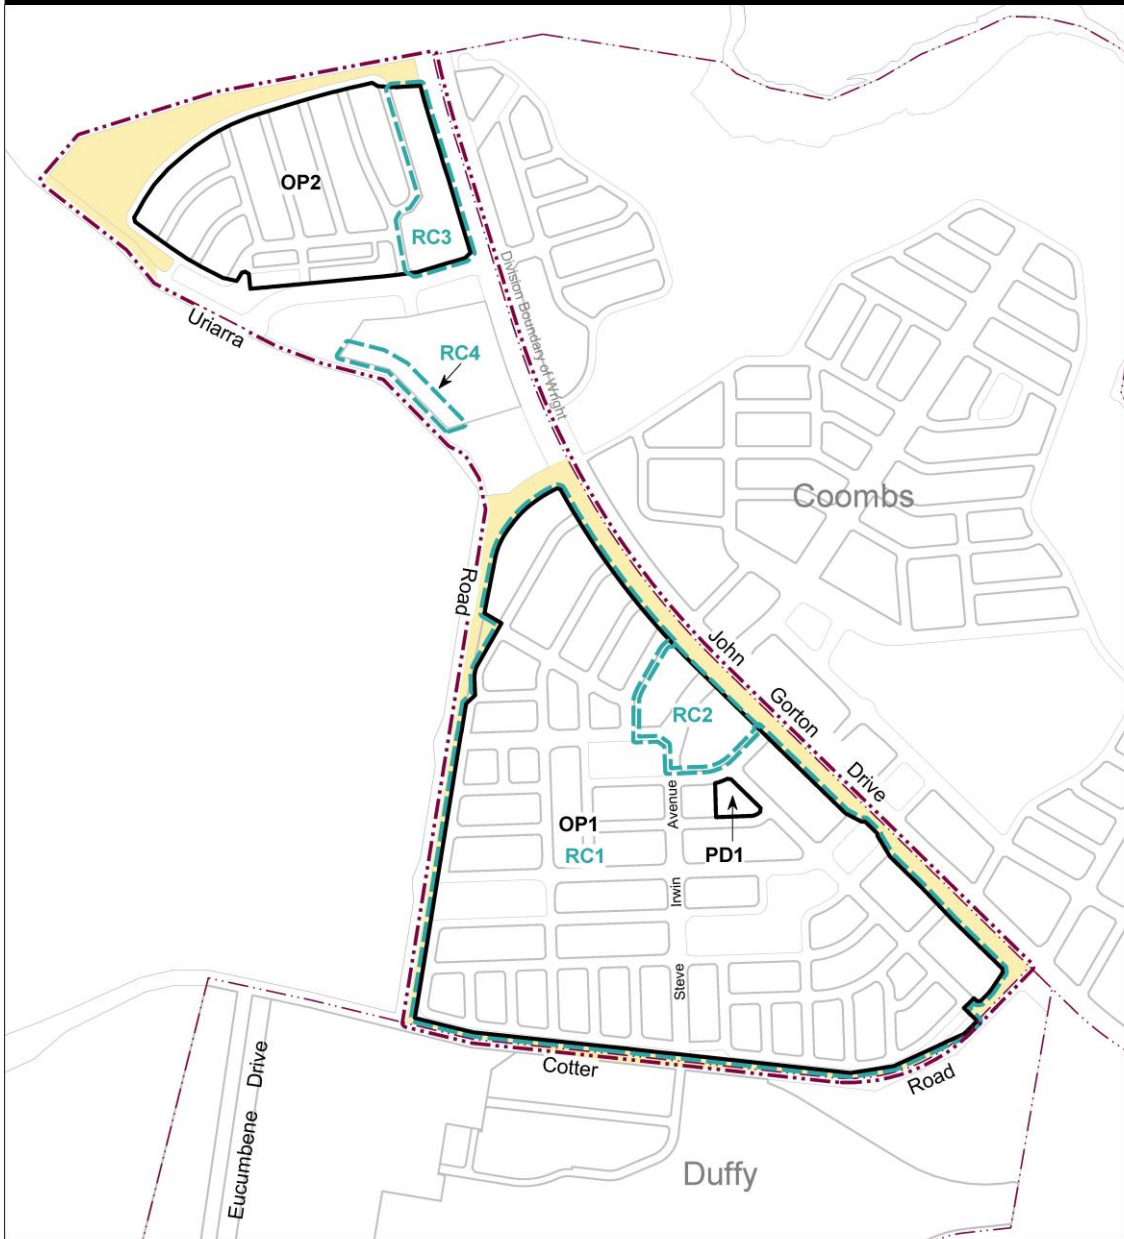 OP2
RC3
Division Boundary of Wright
Uriarra
RC4
Coombs
Road
John
Gorton
Drive
RC2
Avenue
OP1
RC1
PD1
Irwin
Steve
Cotter
Road
Eucumbene Drive
Duffy